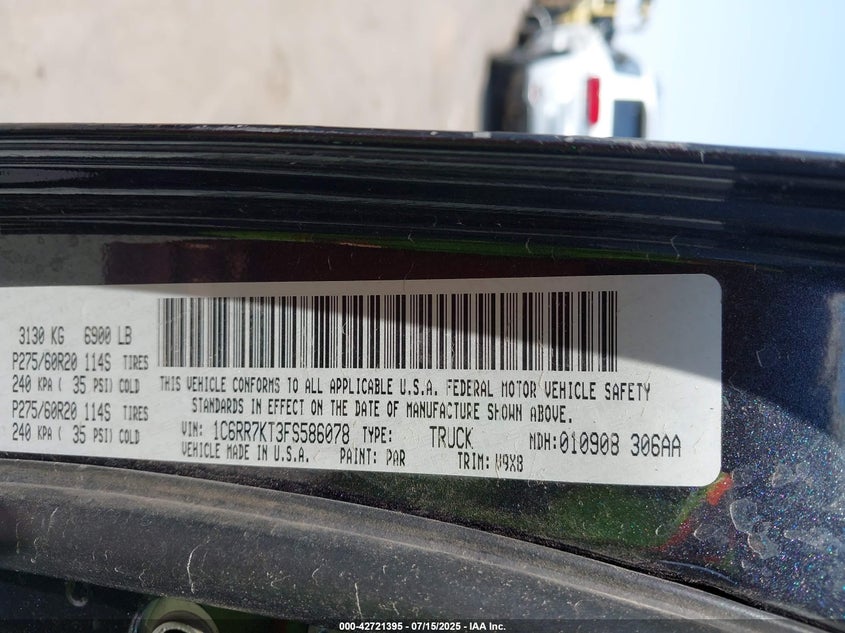 3130 KG 6900 LB
P275/60R20 114S TIRES
240 KPA ( 35 PSI) COLD
P275/60R20 114S TIRES
240 KPA ( 35 PSI) COLD
THIS VEHICLE CONFORMS TO ALL APPLICABLE U.S.A. FEDERAL MOTOR VEHICLE SAFETY
STANDARDS IN EFFECT ON THE DATE OF MANUFACTURE SHOWN ABOVE.
VIN: 1C6RR7KT3FS586078 TYPE: TRUCK MDH:010908 306AA
VEHICLE MADE IN U.S.A. PAINT: PAR TRIM: V9X8
000-42721395 - 07/15/2025 - IAA Inc.